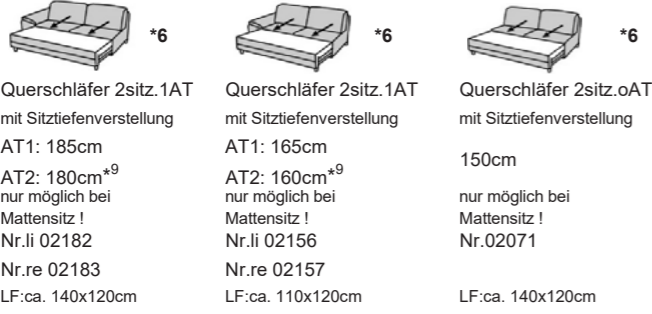 *6
Querschläfer 2sitz.1AT
mit Sitztiefenverstellung
AT1: 185cm
AT2: 180cm*9
nur möglich bei
Mattensitz !
Nr.li 02182
Nr.re 02183
LF:ca. 140x120cm
*6
Querschläfer 2sitz.1AT
mit Sitztiefenverstellung
AT1: 165cm
AT2: 160cm*9
nur möglich bei
Mattensitz !
Nr.li 02156
Nr.re 02157
LF:ca. 110x120cm
*6
Querschläfer 2sitz.oAT
mit Sitztiefenverstellung
150cm
nur möglich bei
Mattensitz !
Nr.02071
LF:ca. 140x120cm